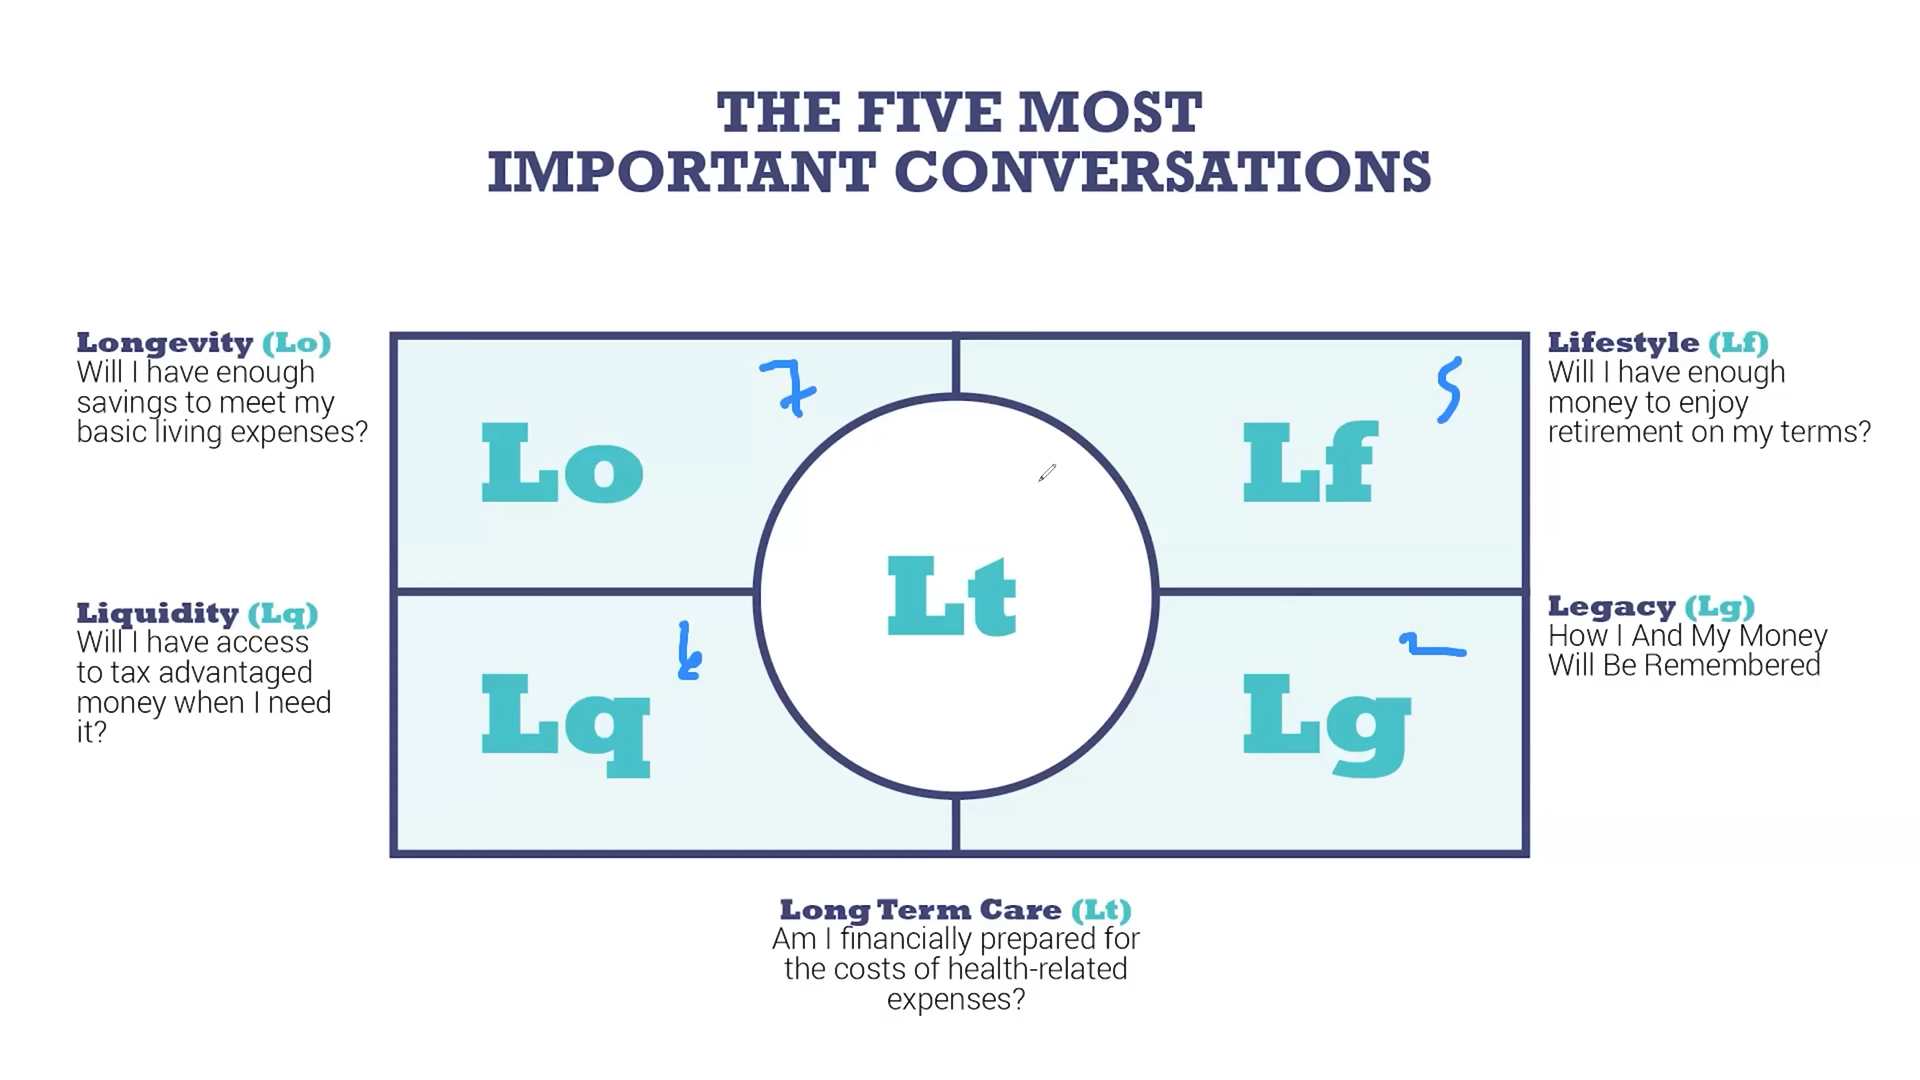 THE FIVE MOST
IMPORTANT CONVERSATIONS
Longevity (Lo)
Will I have enough
savings to meet my
basic living expenses?
Lo
7
Lf
5
Lifestyle (Lf)
Will I have enough
money to enjoy
retirement on my terms?
Lt
Liquidity (Lq)
Will I have access
to tax advantaged
money when I need
it?
Lq
6
Lg
2
Legacy (Lg)
How I And My Money
Will Be Remembered
Long Term Care (Lt)
Am I financially prepared for
the costs of health-related
expenses?